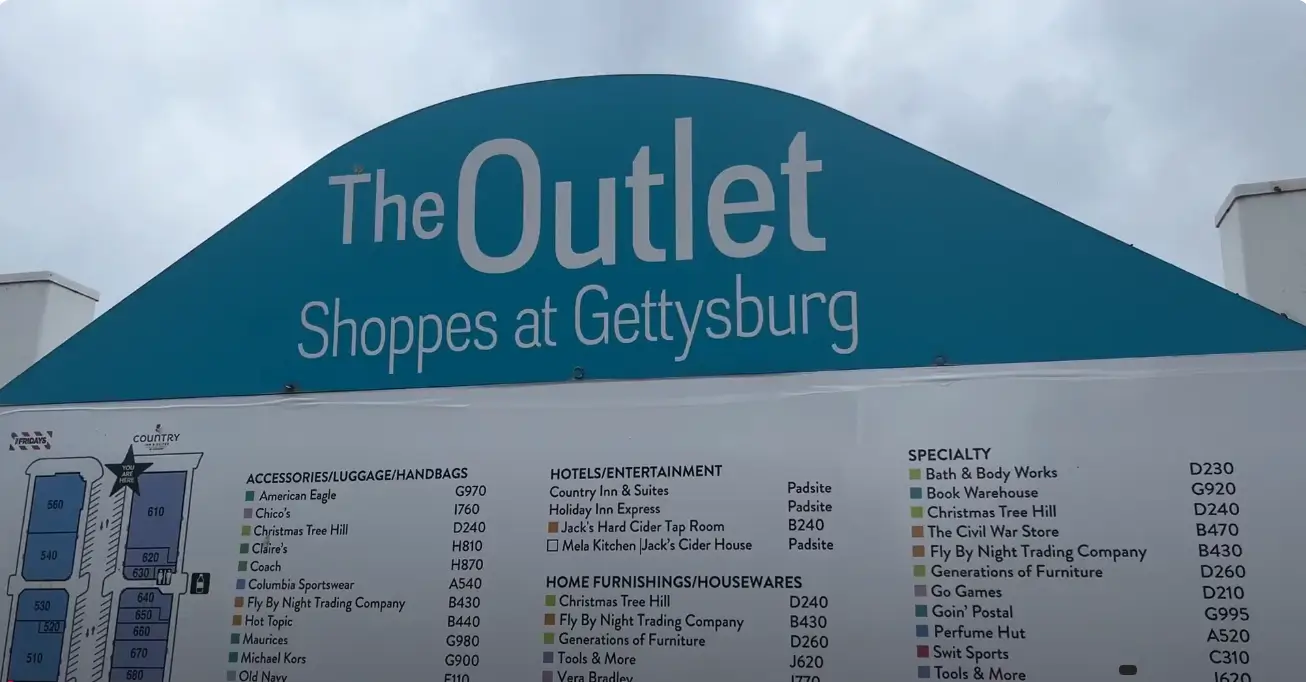 The Outlet
Shoppes at Gettysburg
FRIDAYS
COUNTRY
YOU
ARE
HERE
560
540
530
520
510
610
620
630
640
650
660
670
680
ACCESSORIES/LUGGAGE/HANDBAGS
American Eagle G970
Chico's I760
Christmas Tree Hill D240
Claire's H810
Coach H870
Columbia Sportswear A540
Fly By Night Trading Company B430
Hot Topic B440
Maurices G980
Michael Kors G900
Old Navy
HOTELS/ENTERTAINMENT
Country Inn & Suites Padsite
Holiday Inn Express Padsite
Jack's Hard Cider Tap Room B240
Mela Kitchen |Jack's Cider House Padsite
HOME FURNISHINGS/HOUSEWARES
Christmas Tree Hill D240
Fly By Night Trading Company B430
Generations of Furniture D260
Tools & More J620
Vera Bradley I770
SPECIALTY
Bath & Body Works D230
Book Warehouse G920
Christmas Tree Hill D240
The Civil War Store B470
Fly By Night Trading Company B430
Generations of Furniture D260
Go Games D210
Goin' Postal G995
Perfume Hut A520
Swit Sports C310
Tools & More J620